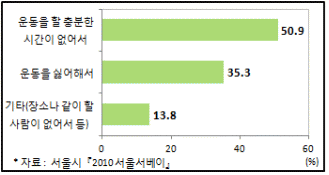 운동을 할 충분한
시간이 없어서
50.9
운동을 싫어해서
35.3
기타(장소나 같이 할
사람이 없어서 등)
13.8
0 20 40 60
* 자료 : 서울시 『2010서울서베이』 (%)